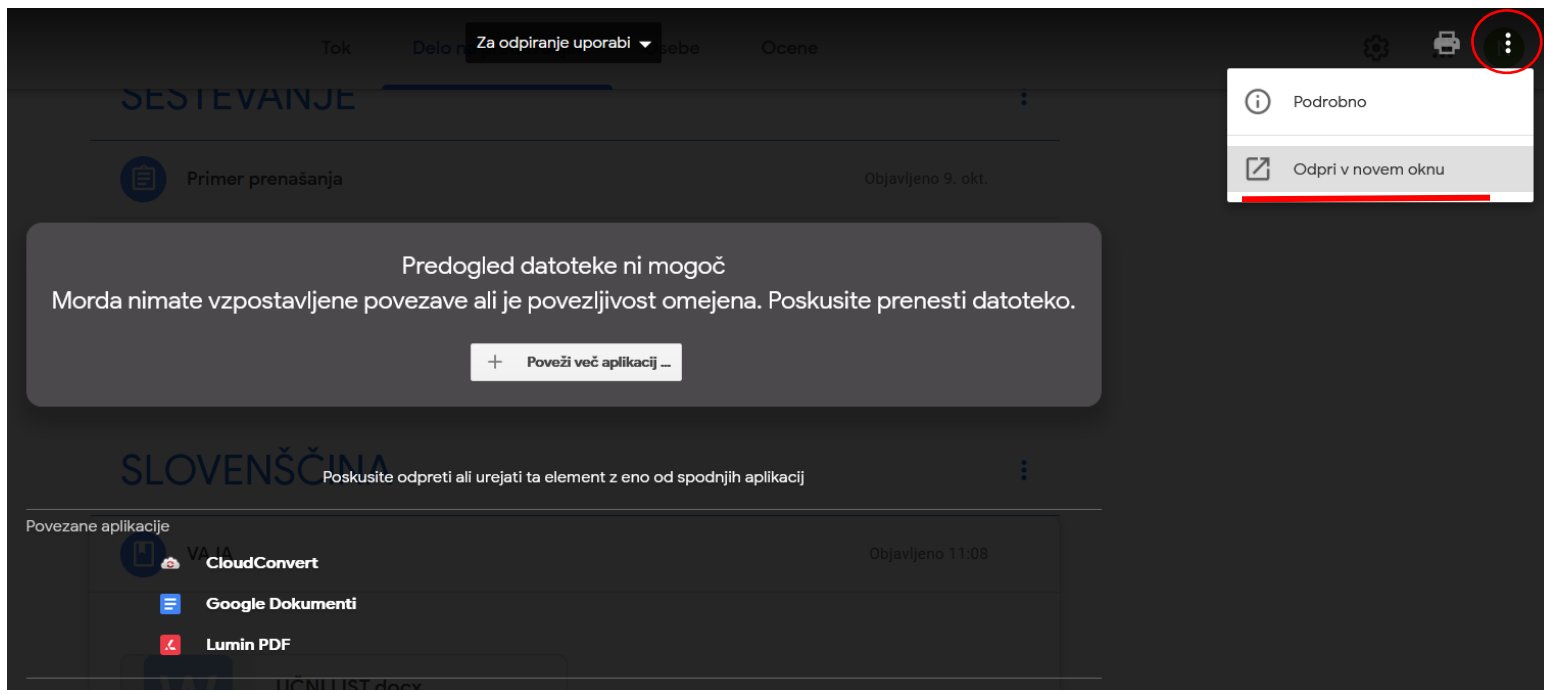 Tok
Delo n
Za odpiranje uporabi
sebe
Ocene
SEŠTEVANJE
Podrobno
Primer prenašanja
Objavljeno 9. okt.
Odpri v novem oknu
Predogled datoteke ni mogoč
Morda nimate vzpostavljene povezave ali je povezljivost omejena. Poskusite prenesti datoteko.
Poveži več aplikacij ...
SLOVENŠČINA
Poskusite odpreti ali urejati ta element z eno od spodnjih aplikacij
Povezane aplikacije
VAJA
Objavljeno 11:08
CloudConvert
Google Dokumenti
Lumin PDF
UČNI LIST.docx